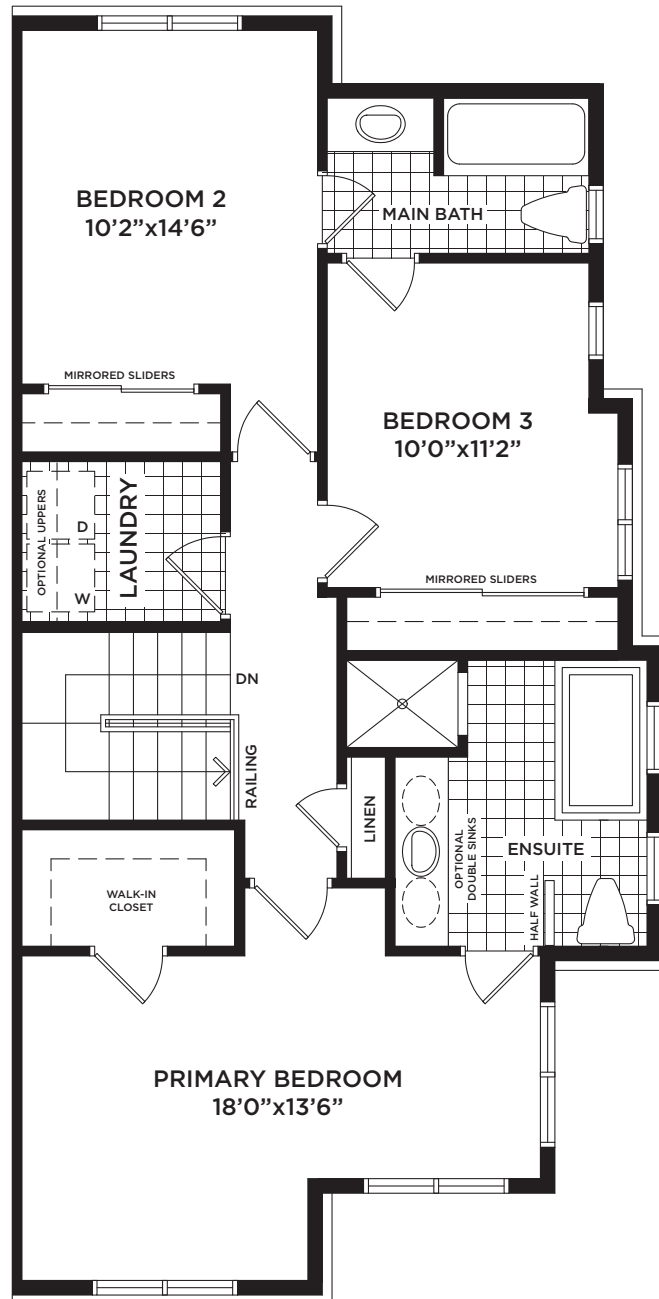 BEDROOM 2
10’2”x14’6”
MAIN BATH
MIRRORED SLIDERS
BEDROOM 3
10’0”x11’2”
OPTIONAL UPPERS
D
W
LAUNDRY
MIRRORED SLIDERS
DN
RAILING
LINEN
OPTIONAL
DOUBLE SINKS
ENSUITE
HALF WALL
WALK-IN
CLOSET
PRIMARY BEDROOM
18’0”x13’6”